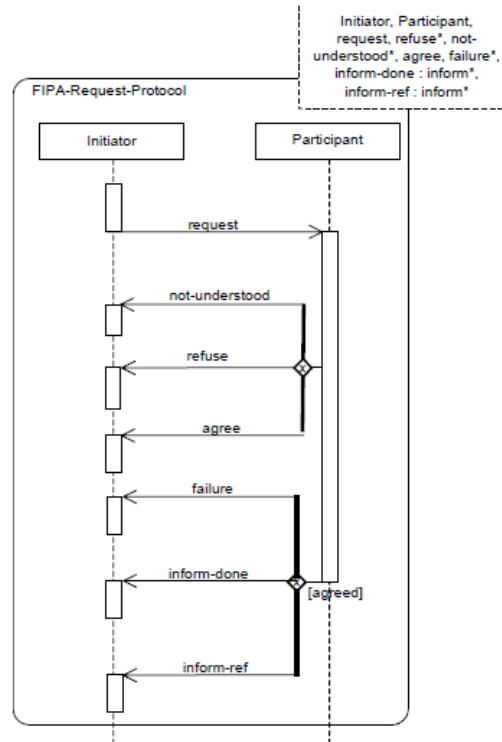 Initiator, Participant,
request, refuse*, not-
understood*, agree, failure*,
inform-done : inform*,
inform-ref : inform*
FIPA-Request-Protocol
Initiator
Participant
request
not-understood
refuse
x
agree
failure
inform-done
x
[agreed]
inform-ref